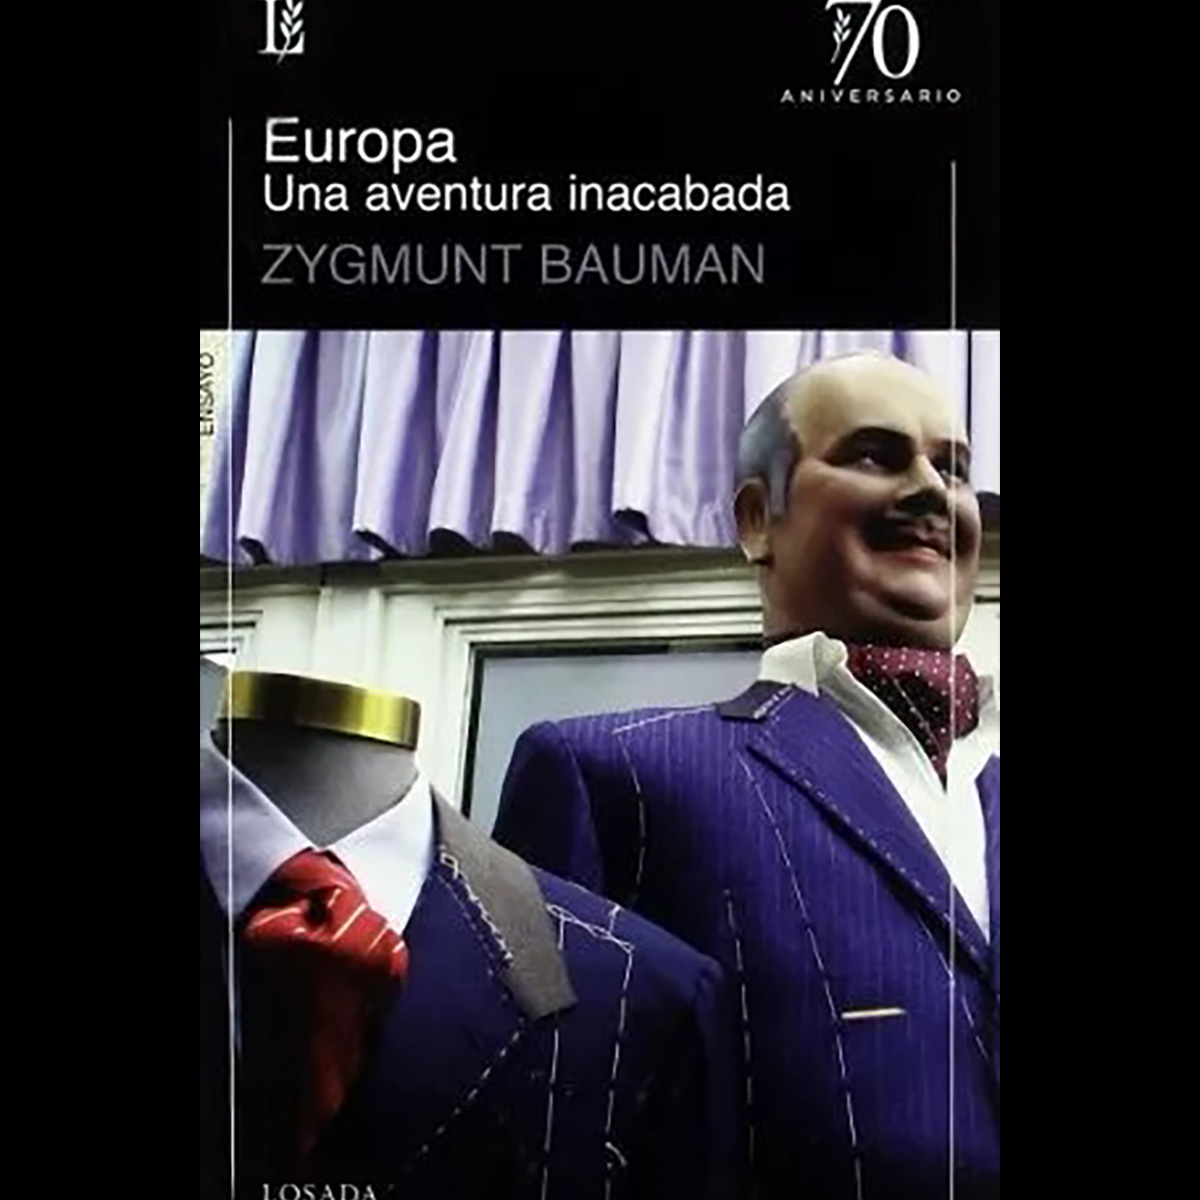 L
70
ANIVERSARIO
Europa
Una aventura inacabada
ZYGMUNT BAUMAN
ENSAYO
LOSADA